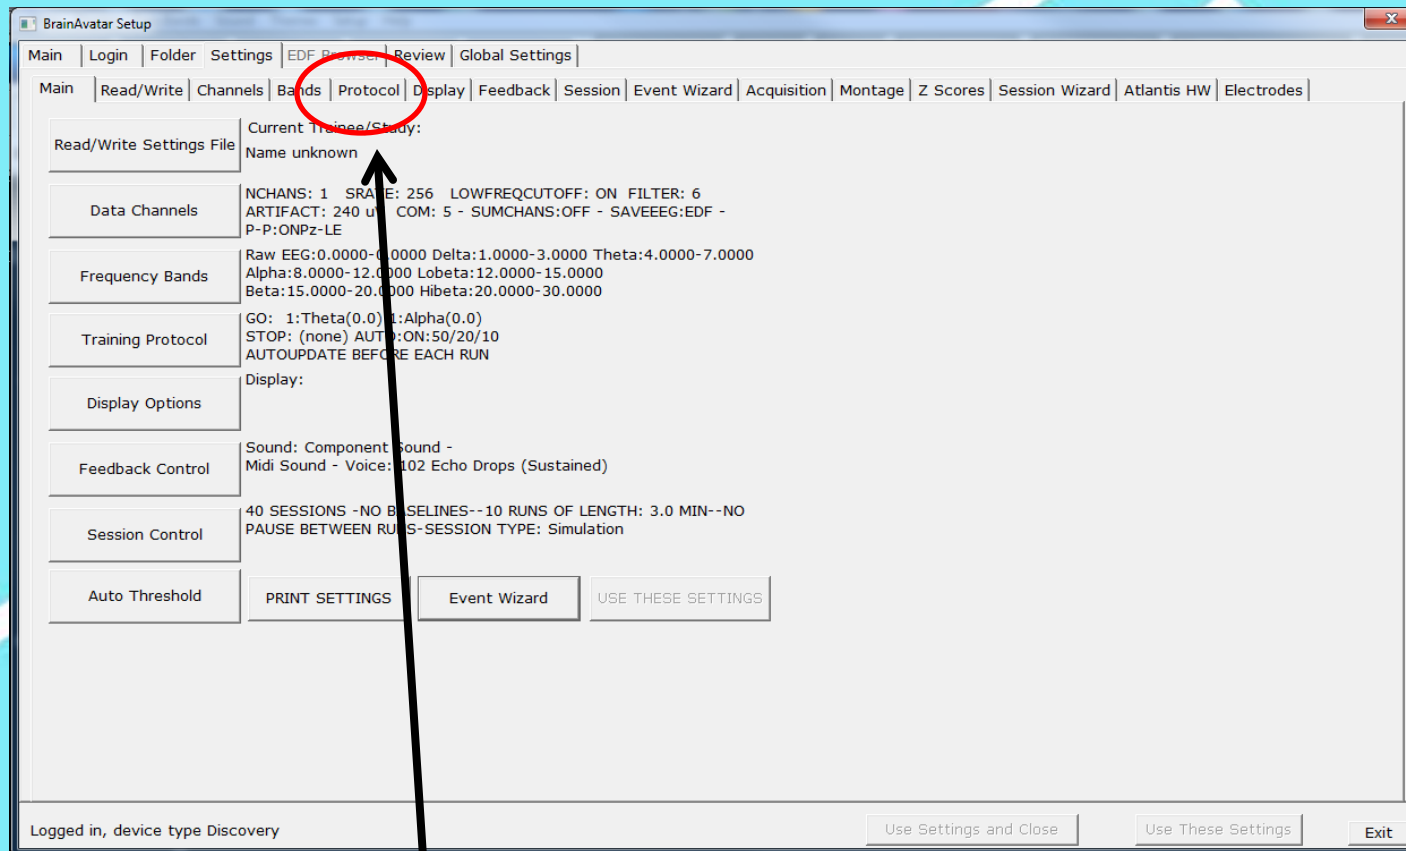 BrainAvatar Setup
Main Login Folder Settings EDF Browser Review Global Settings
Main Read/Write Channels Bands Protocol Display Feedback Session Event Wizard Acquisition Montage Z Scores Session Wizard Atlantis HW Electrodes
Read/Write Settings File
Current Trainee/Study:
Name unknown
Data Channels
NCHANS: 1 SRATE: 256 LOWFREQCUTOFF: ON FILTER: 6
ARTIFACT: 240 uV COM: 5 - SUMCHANS:OFF - SAVEEEG:EDF -
P-P:ONPz-LE
Frequency Bands
Raw EEG:0.0000-0.0000 Delta:1.0000-3.0000 Theta:4.0000-7.0000
Alpha:8.0000-12.0000 Lobeta:12.0000-15.0000
Beta:15.0000-20.0000 Hibeta:20.0000-30.0000
Training Protocol
GO: 1:Theta(0.0) 1:Alpha(0.0)
STOP: (none) AUTO:ON:50/20/10
AUTOUPDATE BEFORE EACH RUN
Display Options
Display:
Feedback Control
Sound: Component Sound -
Midi Sound - Voice: 102 Echo Drops (Sustained)
Session Control
40 SESSIONS -NO BASELINES--10 RUNS OF LENGTH: 3.0 MIN--NO
PAUSE BETWEEN RUNS-SESSION TYPE: Simulation
Auto Threshold PRINT SETTINGS Event Wizard USE THESE SETTINGS
Logged in, device type Discovery Use Settings and Close Use These Settings Exit